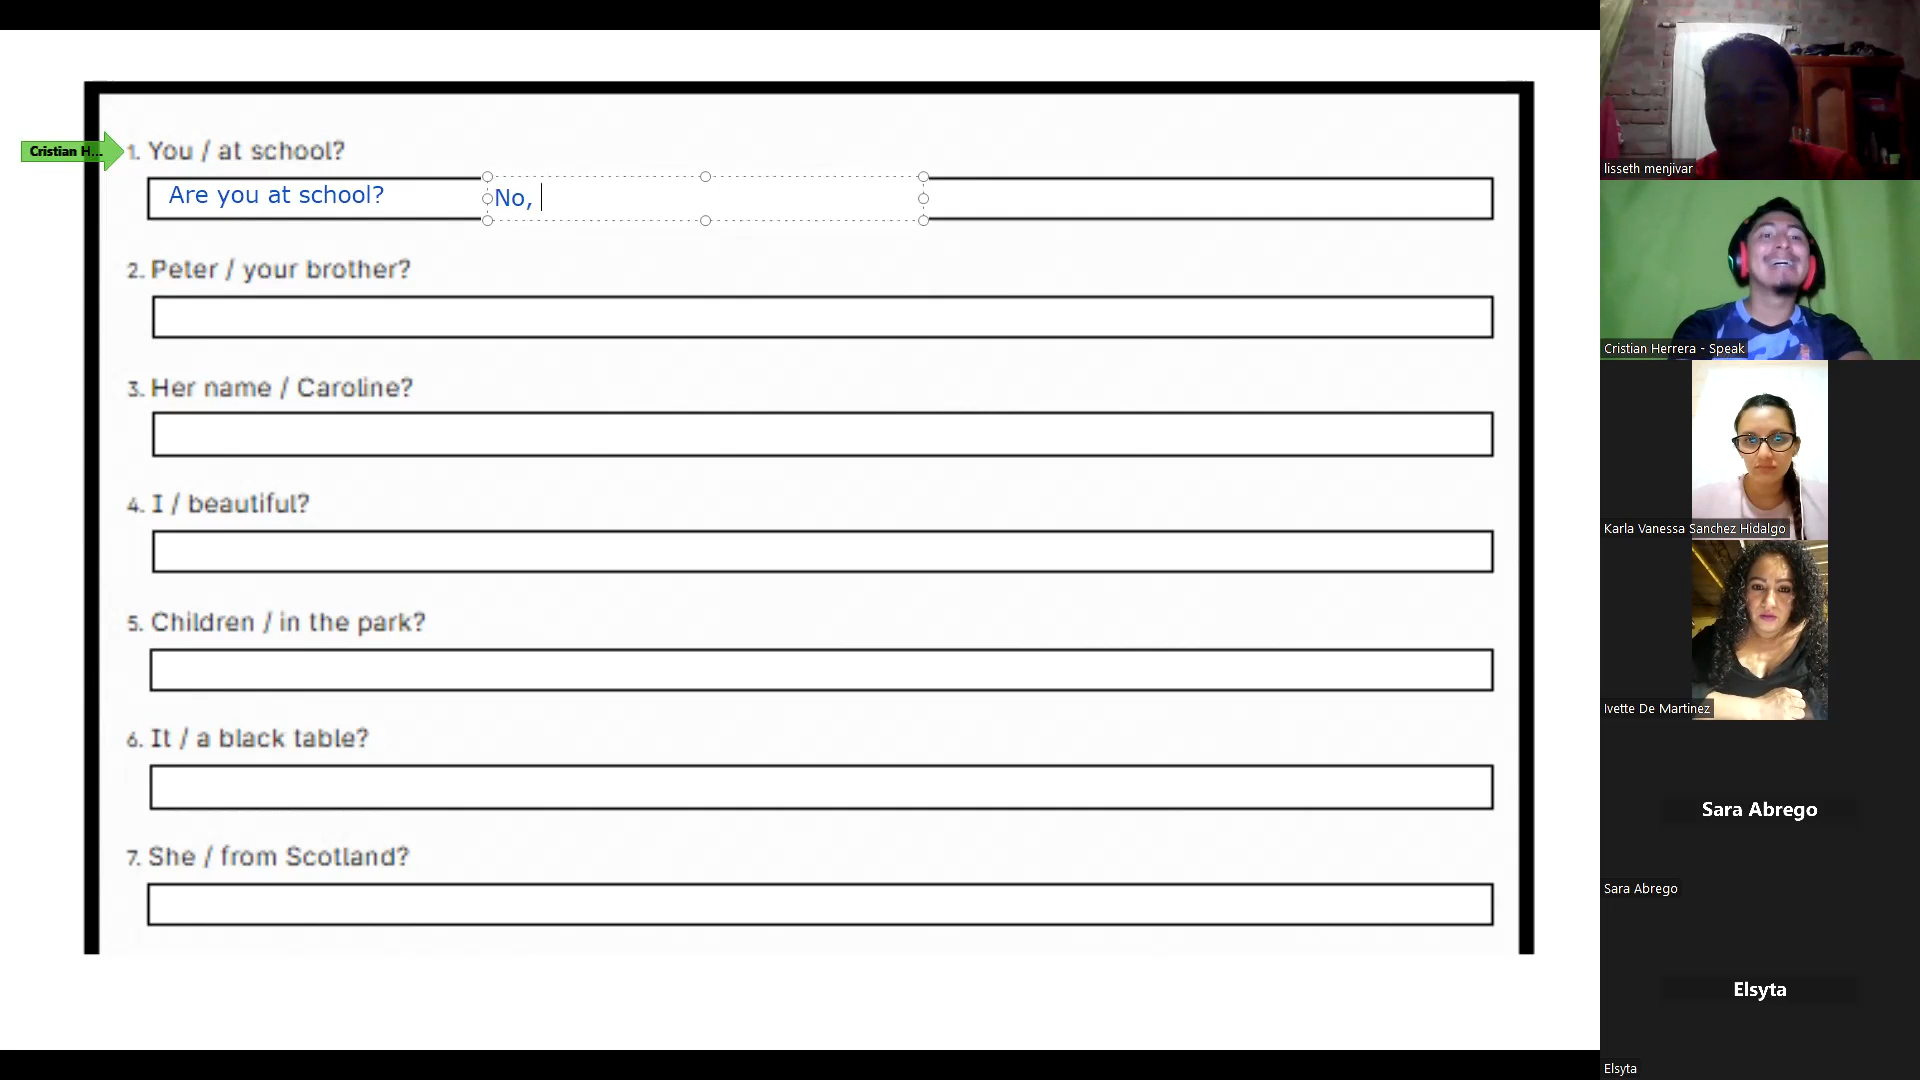 Cristian H...
1. You / at school?
Are you at school? No,
2. Peter / your brother?
3. Her name / Caroline?
4. I / beautiful?
5. Children / in the park?
6. It / a black table?
7. She / from Scotland?
lisseth menjivar
Cristian Herrera - Speak
Karla Vanessa Sanchez Hidalgo
Ivette De Martinez
Sara Abrego
Sara Abrego
Elsyta
Elsyta